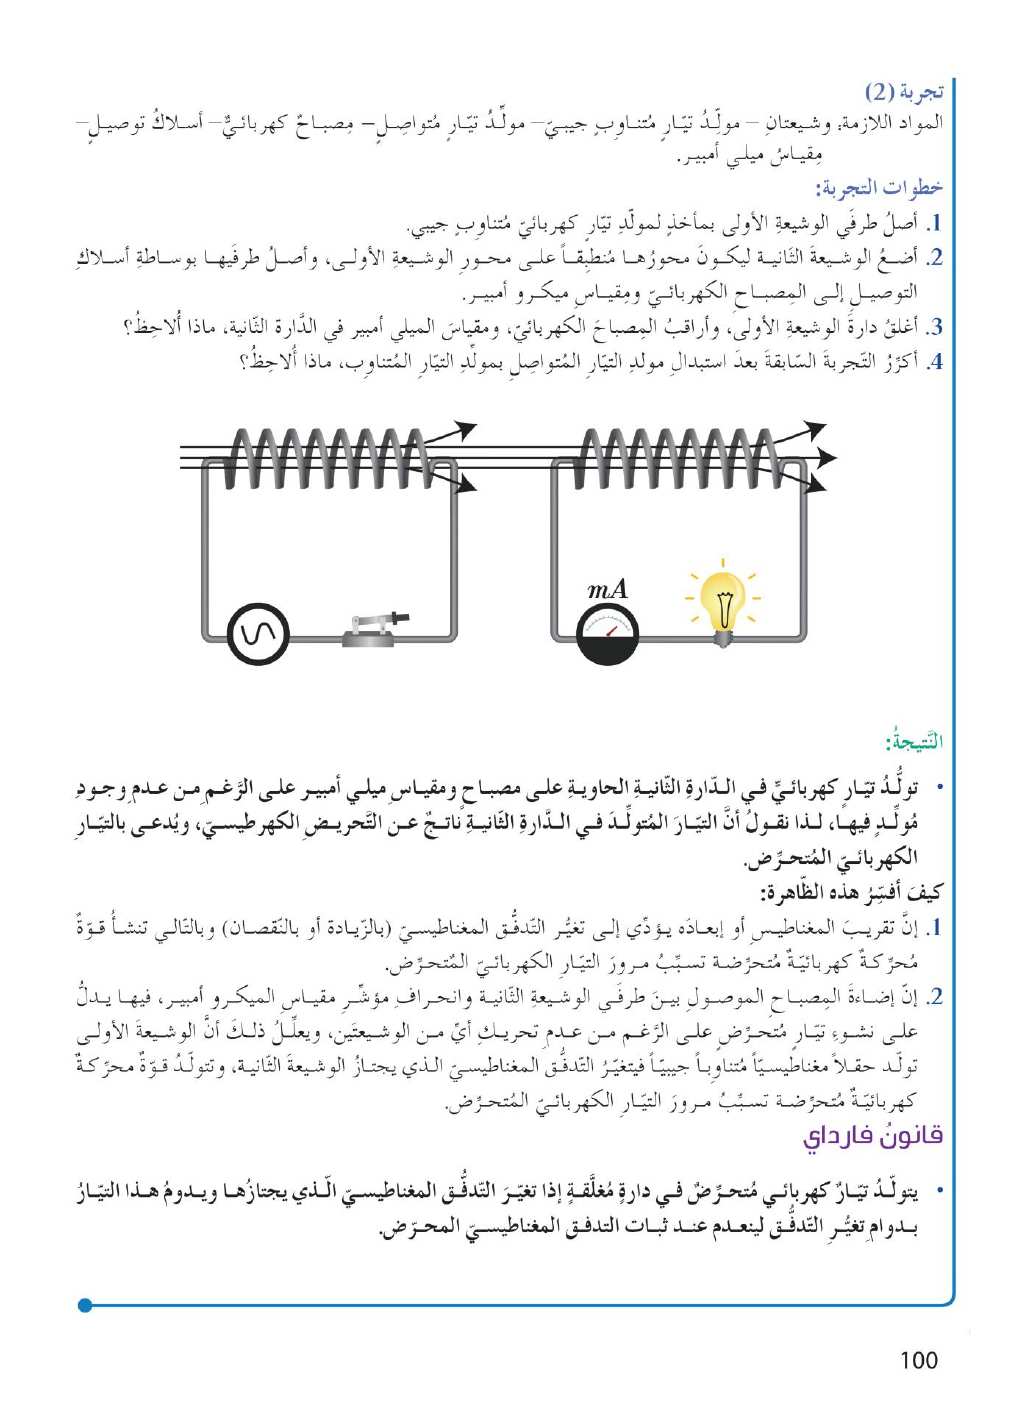 تجربة (2)
المواد اللازمة: وشيعتانِ – مولِّدُ تيّارٍ مُتناوبٍ جيبيّ– مولِّدُ تيّارٍ مُتواصِلٍ– مِصباحٌ كهربائيٌّ– أسلاكُ توصيلٍ–
مِقياسُ ميلي أمبير.
خطوات التجربة:
1. أصلُ طرفَي الوشيعةِ الأولى بمأخذٍ لمولّدِ تيّارٍ كهربائيّ مُتناوبٍ جيبي.
2. أضعُ الوشيعةَ الثّانية ليكونَ محورُها مُنطبِقاً على محورِ الوشيعةِ الأولى، وأصلُ طرفَيها بوساطةِ أسلاكِ
التوصيلِ إلى المِصباحِ الكهربائيّ ومِقياسِ ميكرو أمبير.
3. أغلقُ دارةَ الوشيعةِ الأولى، وأراقبُ المِصباحَ الكهربائيّ، ومقياسَ الميلي أمبير في الدَّارة الثّانية، ماذا أُلاحِظُ؟
4. أكرِّرُ التّجربةَ السّابقةَ بعدَ استبدالِ مولدِ التيّارِ المُتواصِلِ بمولِّدِ التيّارِ المُتناوِب، ماذا أُلاحِظُ؟
mA
النَّتيجةُ:
• تولُّدُ تيّارٍ كهربائيٍّ في الدّارةِ الثّانيةِ الحاويةِ على مصباحٍ ومقياسِ ميلي أمبير على الرَّغمِ من عدمِ وجودِ
مُولِّدٍ فيها، لذا نقولُ أنَّ التيّارَ المُتولِّدَ في الدّارةِ الثّانيةِ ناتجٌ عن التَّحريضِ الكهرطيسيّ، ويُدعى بالتيّارِ
الكهربائيّ المُتحرِّض.
كيفَ أفسِّرُ هذه الظّاهرة:
1. إنَّ تقريبَ المغناطيسِ أو إبعادَه يؤدِّي إلى تغيُّرِ التّدفُّق المغناطيسيّ (بالزّيادة أو بالنّقصان) وبالتّالي تنشأُ قوّةٌ
مُحرِّكةٌ كهربائيّةٌ مُتحرِّضة تسبِّبُ مرورَ التيّارِ الكهربائيّ المُتحرِّض.
2. إنّ إضاءةَ المِصباحِ الموصولِ بينَ طرفَي الوشيعةِ الثّانية وانحرافِ مؤشّرِ مقياسِ الميكرو أمبير، فيها يدلُّ
على نشوءِ تيّارٍ مُتحرِّضٍ على الرَّغم من عدمِ تحريكِ أيٍّ من الوشيعتَين، ويعلِّلُ ذلكَ أنَّ الوشيعةَ الأولى
تولّد حقلاً مغناطيسيّاً مُتناوِباً جيبيّاً فيتغيّرُ التّدفُّق المغناطيسيّ الذي يجتازُ الوشيعةَ الثّانية، وتتولّدُ قوّةٌ محرِّكةٌ
كهربائيّةٌ مُتحرِّضة تسبِّبُ مرورَ التيّارِ الكهربائيّ المُتحرِّض.
قانونُ فارداي
• يتولّدُ تيّارٌ كهربائي مُتحرِّضٌ في دارةٍ مُغلَّقةٍ إذا تغيّرَ التّدفُّق المغناطيسيّ الّذي يجتازُها ويدومُ هذا التيّارُ
بدوامِ تغيُّرِ التّدفُّق لينعدم عند ثبات التدفق المغناطيسيّ المحرّض.
100